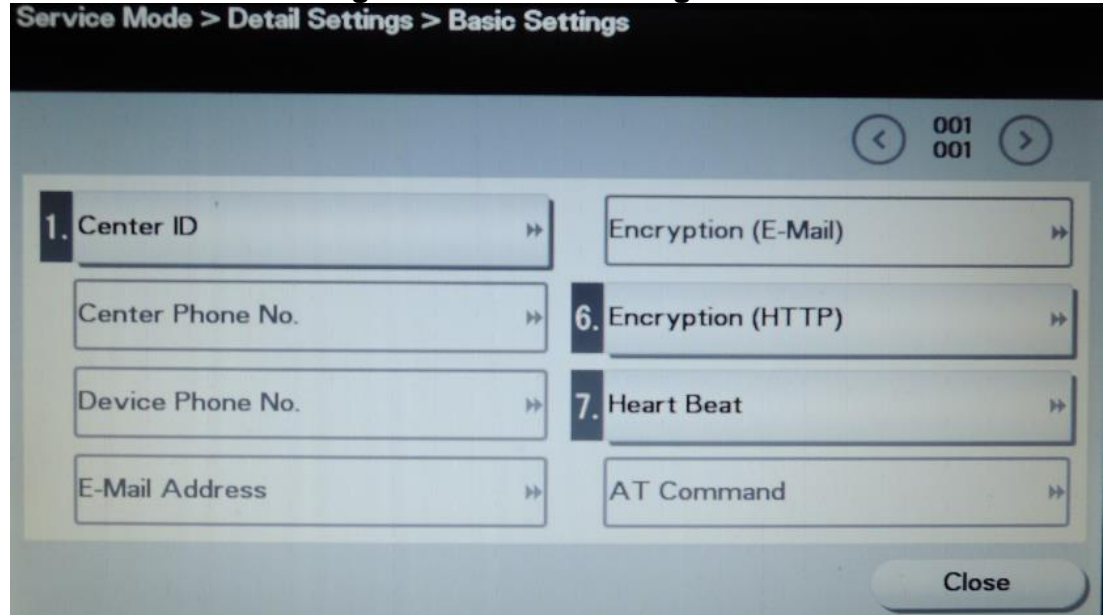 Service Mode > Detail Settings > Basic Settings
001
001
1. Center ID
Encryption (E-Mail)
Center Phone No.
6. Encryption (HTTP)
Device Phone No.
7. Heart Beat
E-Mail Address
AT Command
Close